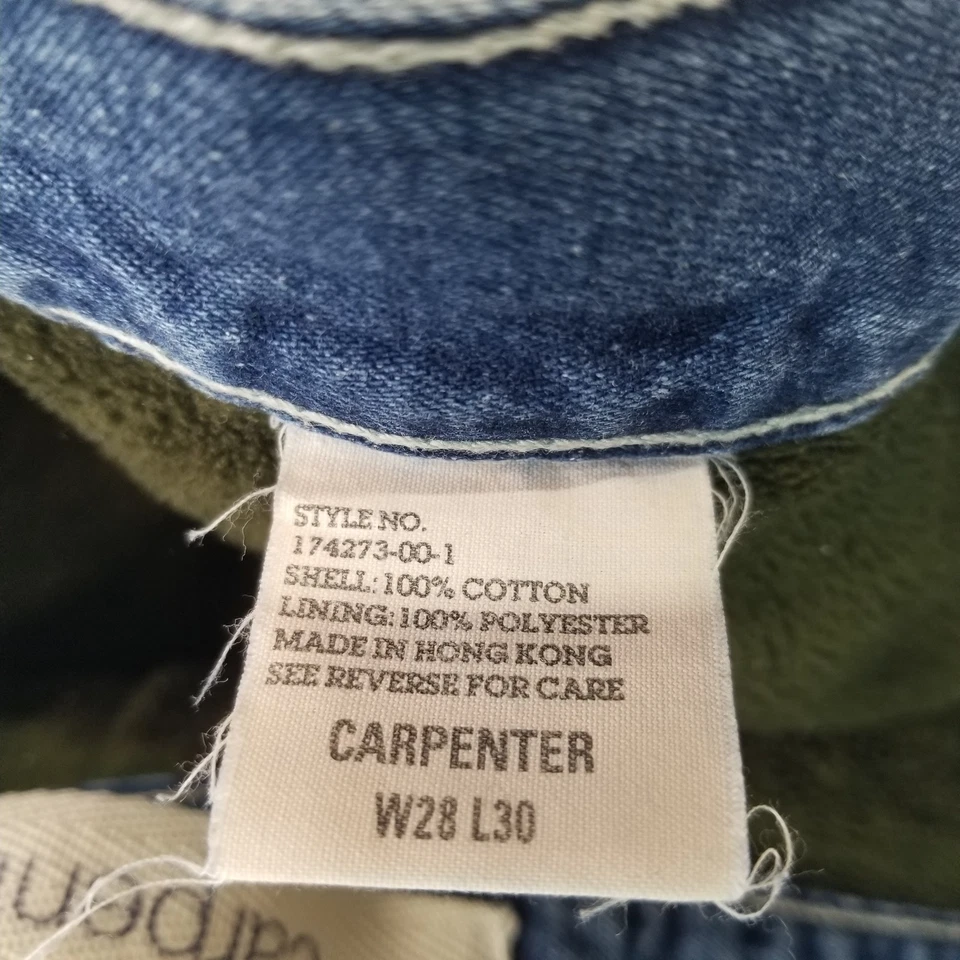 STYLE NO.
174273-00-1
SHELL: 100% COTTON
LINING: 100% POLYESTER
MADE IN HONG KONG
SEE REVERSE FOR CARE
CARPENTER
W28 L30